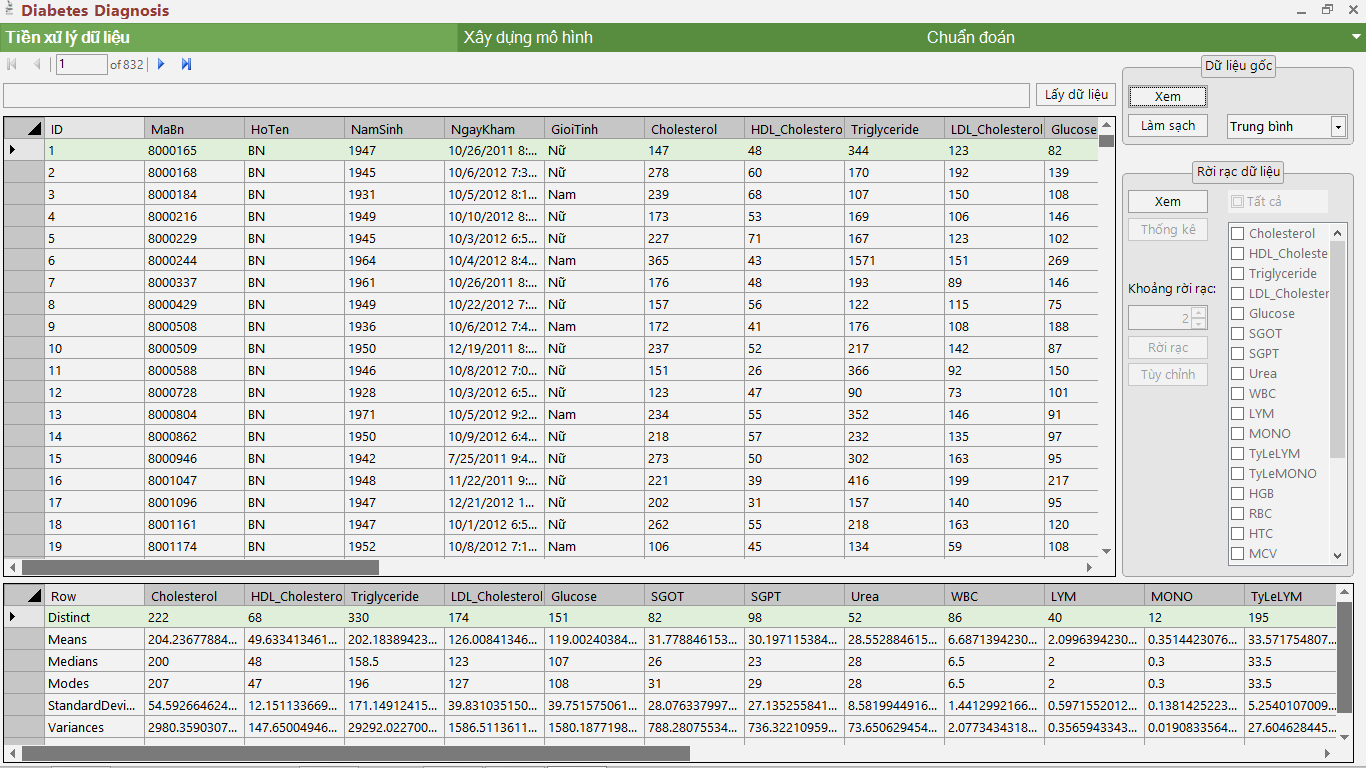 Diabetes Diagnosis
Tiền xử lý dữ liệu Xây dựng mô hình Chuẩn đoán
1 of 832
Lấy dữ liệu
ID MaBn HoTen NamSinh NgayKham GioiTinh Cholesterol HDL_Cholestero Triglyceride LDL_Cholesterol Glucose
1 8000165 BN 1947 10/26/2011 8:... Nữ 147 48 344 123 82
2 8000168 BN 1945 10/6/2012 7:3... Nữ 278 60 170 192 139
3 8000184 BN 1931 10/5/2012 8:1... Nam 239 68 107 150 108
4 8000216 BN 1949 10/10/2012 8:... Nữ 173 53 169 106 146
5 8000229 BN 1945 10/3/2012 6:5... Nữ 227 71 167 123 102
6 8000244 BN 1964 10/4/2012 8:4... Nam 365 43 1571 151 269
7 8000337 BN 1961 10/26/2011 8:... Nữ 176 48 193 89 146
8 8000429 BN 1949 10/22/2012 7:... Nữ 157 56 122 115 75
9 8000508 BN 1936 10/6/2012 7:4... Nam 172 41 176 108 188
10 8000509 BN 1950 12/19/2011 8:... Nữ 237 52 217 142 87
11 8000588 BN 1946 10/8/2012 7:0... Nữ 151 26 366 92 150
12 8000728 BN 1928 10/3/2012 6:5... Nữ 123 47 90 73 101
13 8000804 BN 1971 10/5/2012 9:2... Nam 234 55 352 146 91
14 8000862 BN 1950 10/9/2012 6:4... Nữ 218 57 232 135 97
15 8000946 BN 1942 7/25/2011 9:4... Nữ 273 50 302 163 95
16 8001047 BN 1948 11/22/2011 9:... Nữ 221 39 416 199 217
17 8001096 BN 1947 12/21/2012 1... Nữ 202 31 157 140 95
18 8001161 BN 1947 10/1/2012 6:5... Nữ 262 55 218 163 120
19 8001174 BN 1952 10/8/2012 7:1... Nam 106 45 134 59 108
Dữ liệu gốc
Xem
Làm sạch Trung bình
Rời rạc dữ liệu
Xem Tất cả
Thống kê
Khoảng rời rạc:
2
Rời rạc
Tùy chỉnh
Cholesterol
HDL_Choleste
Triglyceride
LDL_Cholester
Glucose
SGOT
SGPT
Urea
WBC
LYM
MONO
TyLeLYM
TyLeMONO
HGB
RBC
HTC
MCV
Row Cholesterol HDL_Cholestero Triglyceride LDL_Cholesterol Glucose SGOT SGPT Urea WBC LYM MONO TyLeLYM
Distinct 222 68 330 174 151 82 98 52 86 40 12 195
Means 204.23677884... 49.633413461... 202.18389423... 126.00841346... 119.00240384... 31.778846153... 30.197115384... 28.552884615... 6.6871394230... 2.0996394230... 0.3514423076... 33.571754807...
Medians 200 48 158.5 123 107 26 23 28 6.5 2 0.3 33.5
Modes 207 47 196 127 108 31 29 28 6.5 2 0.3 33.5
StandardDevi... 54.592664624... 12.151133669... 171.14912415... 39.831035150... 39.751575061... 28.076337997... 27.135255841... 8.5819944916... 1.4412992166... 0.5971552012... 0.1381425223... 5.2540107009...
Variances 2980.3590307... 147.65004946... 29292.022700... 1586.5113611... 1580.1877198... 788.28075534... 736.32210959... 73.650629454... 2.0773434318... 0.3565943343... 0.0190833564... 27.604628445...